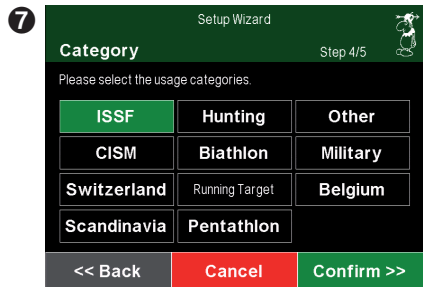 7
Setup Wizard
Category
Step 4/5
Please select the usage categories.
ISSF Hunting Other
CISM Biathlon Military
Switzerland Running Target Belgium
Scandinavia Pentathlon
<< Back Cancel Confirm >>